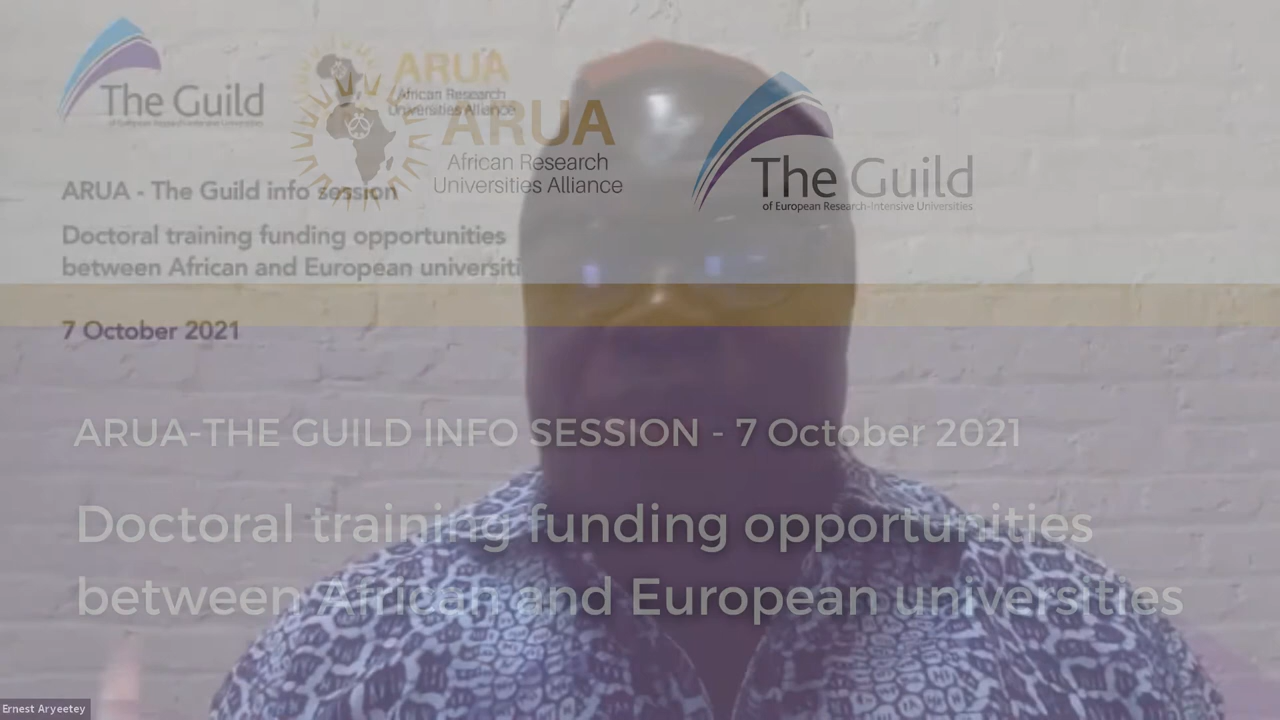 The Guild
ARUA
African Research
Universities Alliance
ARUA
African Research
Universities Alliance
The Guild
of European Research-Intensive Universities
ARUA - The Guild info session
Doctoral training funding opportunities
between African and European universiti
7 October 2021
ARUA-THE GUILD INFO SESSION - 7 October 2021
Doctoral training funding opportunities
between African and European universities
Ernest Aryeetey